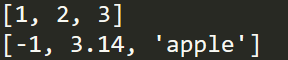 [1, 2, 3]
[-1, 3.14, 'apple']